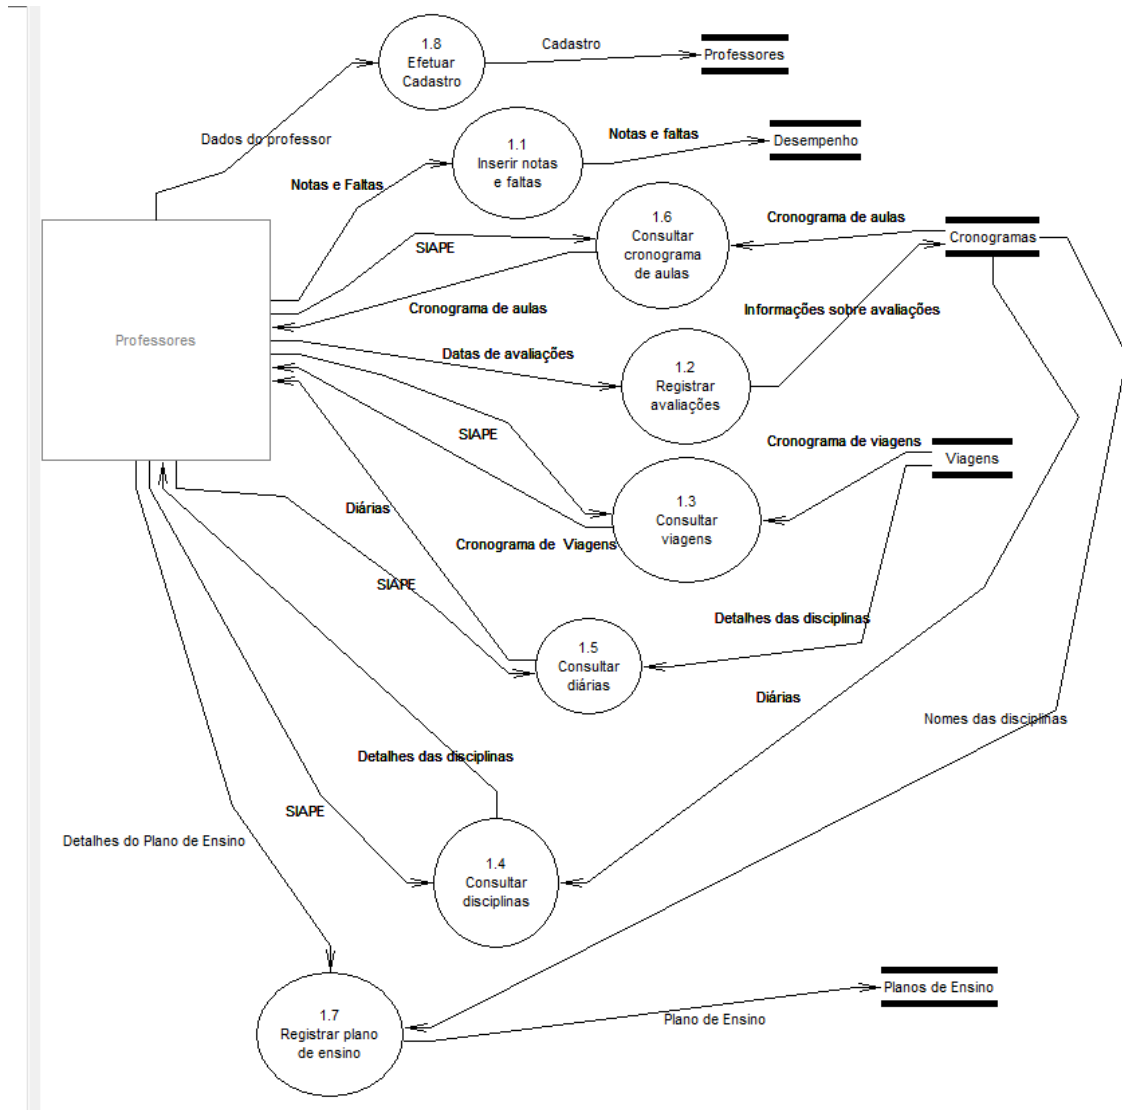 1.8
Efetuar
Cadastro
Cadastro
Professores
Dados do professor
1.1
Inserir notas
e faltas
Notas e faltas
Desempenho
Notas e Faltas
1.6
Consultar
cronograma
de aulas
Cronograma de aulas
Cronogramas
SIAPE
Cronograma de aulas
Informações sobre avaliações
Professores
Datas de avaliações
1.2
Registrar
avaliações
SIAPE
Cronograma de viagens
Viagens
1.3
Consultar
viagens
Diárias
Cronograma de Viagens
SIAPE
Detalhes das disciplinas
1.5
Consultar
diárias
Diárias
Nomes das disciplinas
Detalhes das disciplinas
SIAPE
Detalhes do Plano de Ensino
1.4
Consultar
disciplinas
Planos de Ensino
1.7
Registrar plano
de ensino
Plano de Ensino